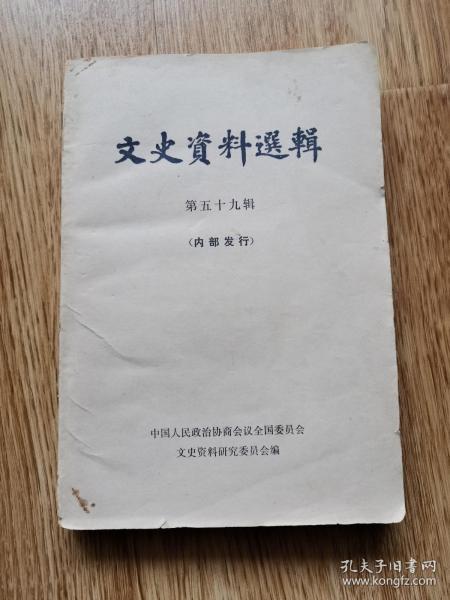 文史資料選輯
第五十九辑
（内部发行）
中国人民政治协商会议全国委员会
文史资料研究委员会编
孔夫子旧书网
www.kongfz.com